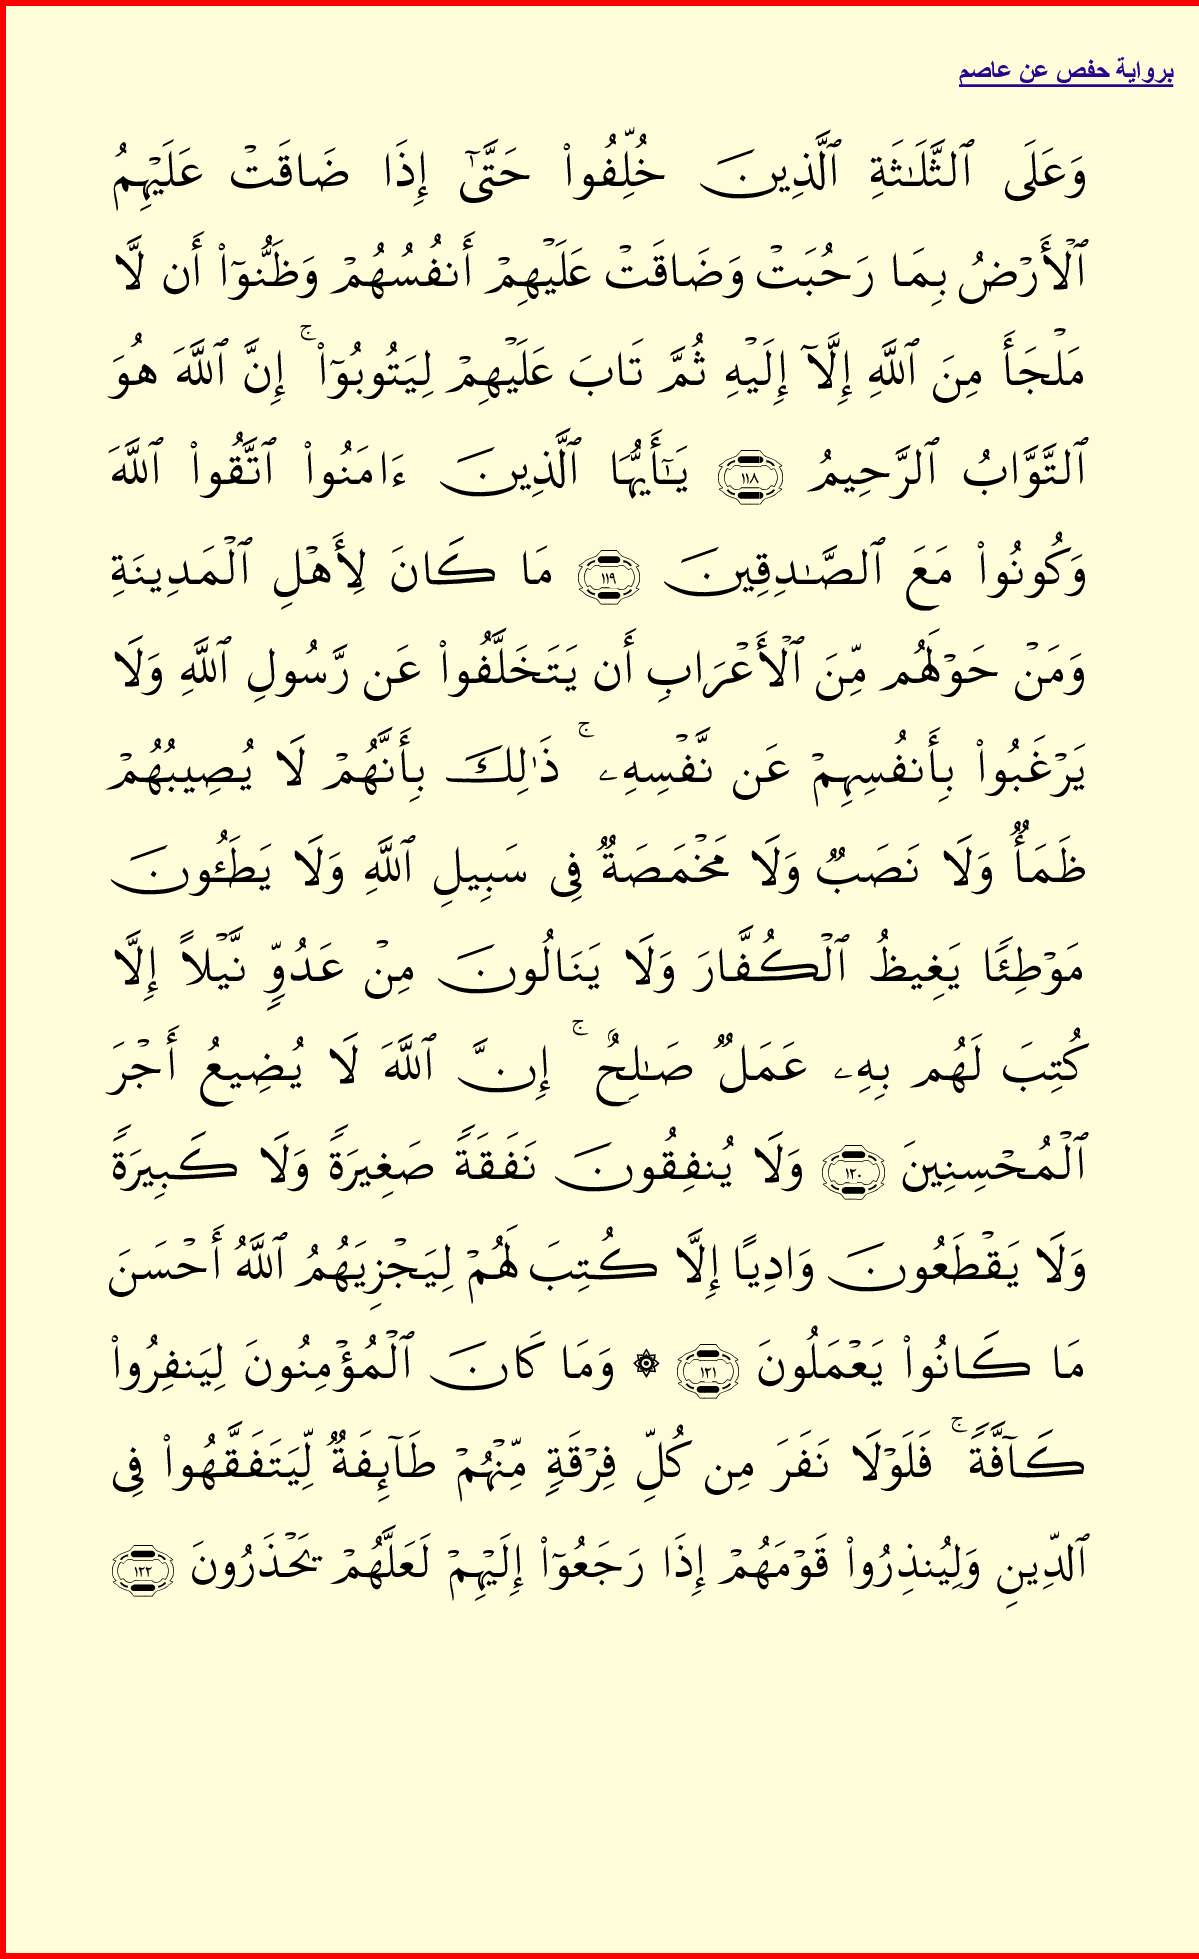 برواية حفص عن عاصم
وَعَلَى ٱلثَّلَـٰثَةِ ٱلَّذِينَ خُلِّفُوا۟ حَتَّىٰٓ إِذَا ضَاقَتْ عَلَيْهِمُ
ٱلْأَرْضُ بِمَا رَحُبَتْ وَضَاقَتْ عَلَيْهِمْ أَنفُسُهُمْ وَظَنُّوٓا۟ أَن لَّا
مَلْجَأَ مِنَ ٱللَّهِ إِلَّآ إِلَيْهِ ثُمَّ تَابَ عَلَيْهِمْ لِيَتُوبُوٓا۟ ۚ إِنَّ ٱللَّهَ هُوَ
ٱلتَّوَّابُ ٱلرَّحِيمُ ١١٨ يَـٰٓأَيُّهَا ٱلَّذِينَ ءَامَنُوا۟ ٱتَّقُوا۟ ٱللَّهَ
وَكُونُوا۟ مَعَ ٱلصَّـٰدِقِينَ ١١٩ مَا كَانَ لِأَهْلِ ٱلْمَدِينَةِ
وَمَنْ حَوْلَهُم مِّنَ ٱلْأَعْرَابِ أَن يَتَخَلَّفُوا۟ عَن رَّسُولِ ٱللَّهِ وَلَا
يَرْغَبُوا۟ بِأَنفُسِهِمْ عَن نَّفْسِهِۦ ۚ ذَٰلِكَ بِأَنَّهُمْ لَا يُصِيبُهُمْ
ظَمَأٌ وَلَا نَصَبٌ وَلَا مَخْمَصَةٌ فِى سَبِيلِ ٱللَّهِ وَلَا يَطَـُٔونَ
مَوْطِئًا يَغِيظُ ٱلْكُفَّارَ وَلَا يَنَالُونَ مِنْ عَدُوٍّ نَّيْلًا إِلَّا
كُتِبَ لَهُم بِهِۦ عَمَلٌ صَـٰلِحٌ ۚ إِنَّ ٱللَّهَ لَا يُضِيعُ أَجْرَ
ٱلْمُحْسِنِينَ ١٢٠ وَلَا يُنفِقُونَ نَفَقَةً صَغِيرَةً وَلَا كَبِيرَةً
وَلَا يَقْطَعُونَ وَادِيًا إِلَّا كُتِبَ لَهُمْ لِيَجْزِيَهُمُ ٱللَّهُ أَحْسَنَ
مَا كَانُوا۟ يَعْمَلُونَ ١٢١ ۞ وَمَا كَانَ ٱلْمُؤْمِنُونَ لِيَنفِرُوا۟
كَآفَّةً ۚ فَلَوْلَا نَفَرَ مِن كُلِّ فِرْقَةٍ مِّنْهُمْ طَآئِفَةٌ لِّيَتَفَقَّهُوا۟ فِى
ٱلدِّينِ وَلِيُنذِرُوا۟ قَوْمَهُمْ إِذَا رَجَعُوٓا۟ إِلَيْهِمْ لَعَلَّهُمْ يَحْذَرُونَ ١٢٢